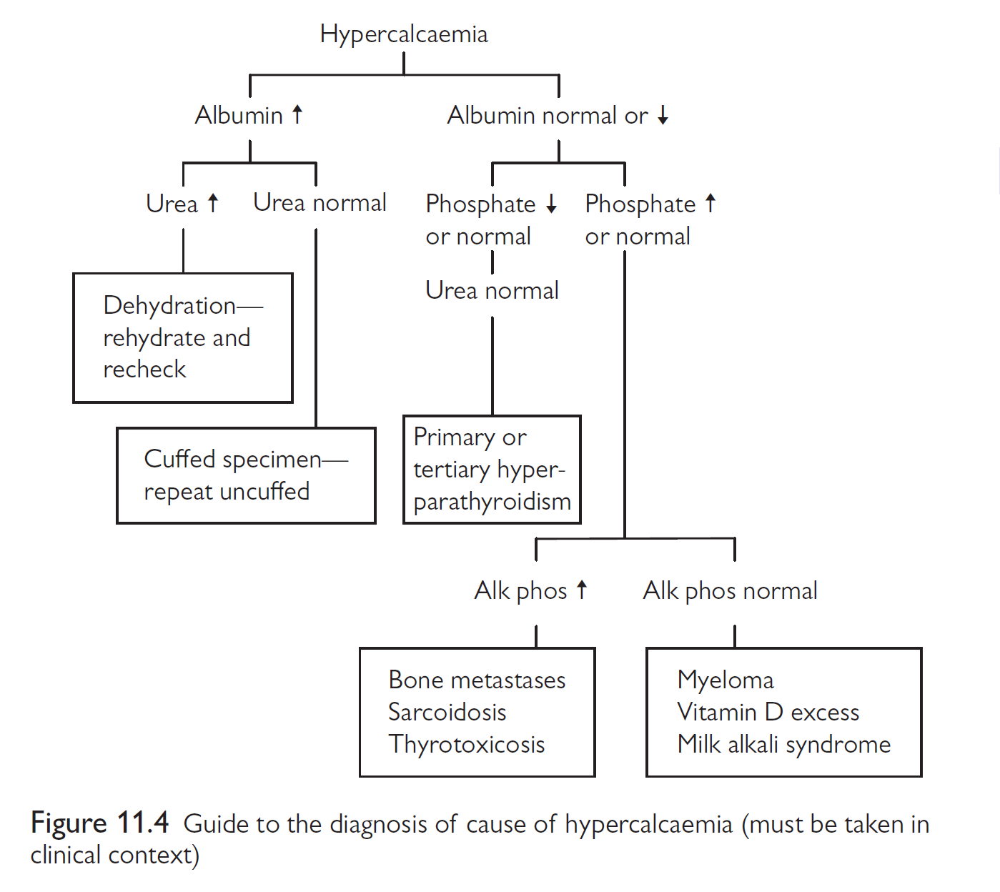 Hypercalcaemia
Albumin ↑
Albumin normal or ↓
Urea ↑
Urea normal
Phosphate ↓
or normal
Phosphate ↑
or normal
Urea normal
Dehydration—
rehydrate and
recheck
Cuffed specimen—
repeat uncuffed
Primary or
tertiary hyper-
parathyroidism
Alk phos ↑
Alk phos normal
Bone metastases
Sarcoidosis
Thyrotoxicosis
Myeloma
Vitamin D excess
Milk alkali syndrome
Figure 11.4 Guide to the diagnosis of cause of hypercalcaemia (must be taken in
clinical context)